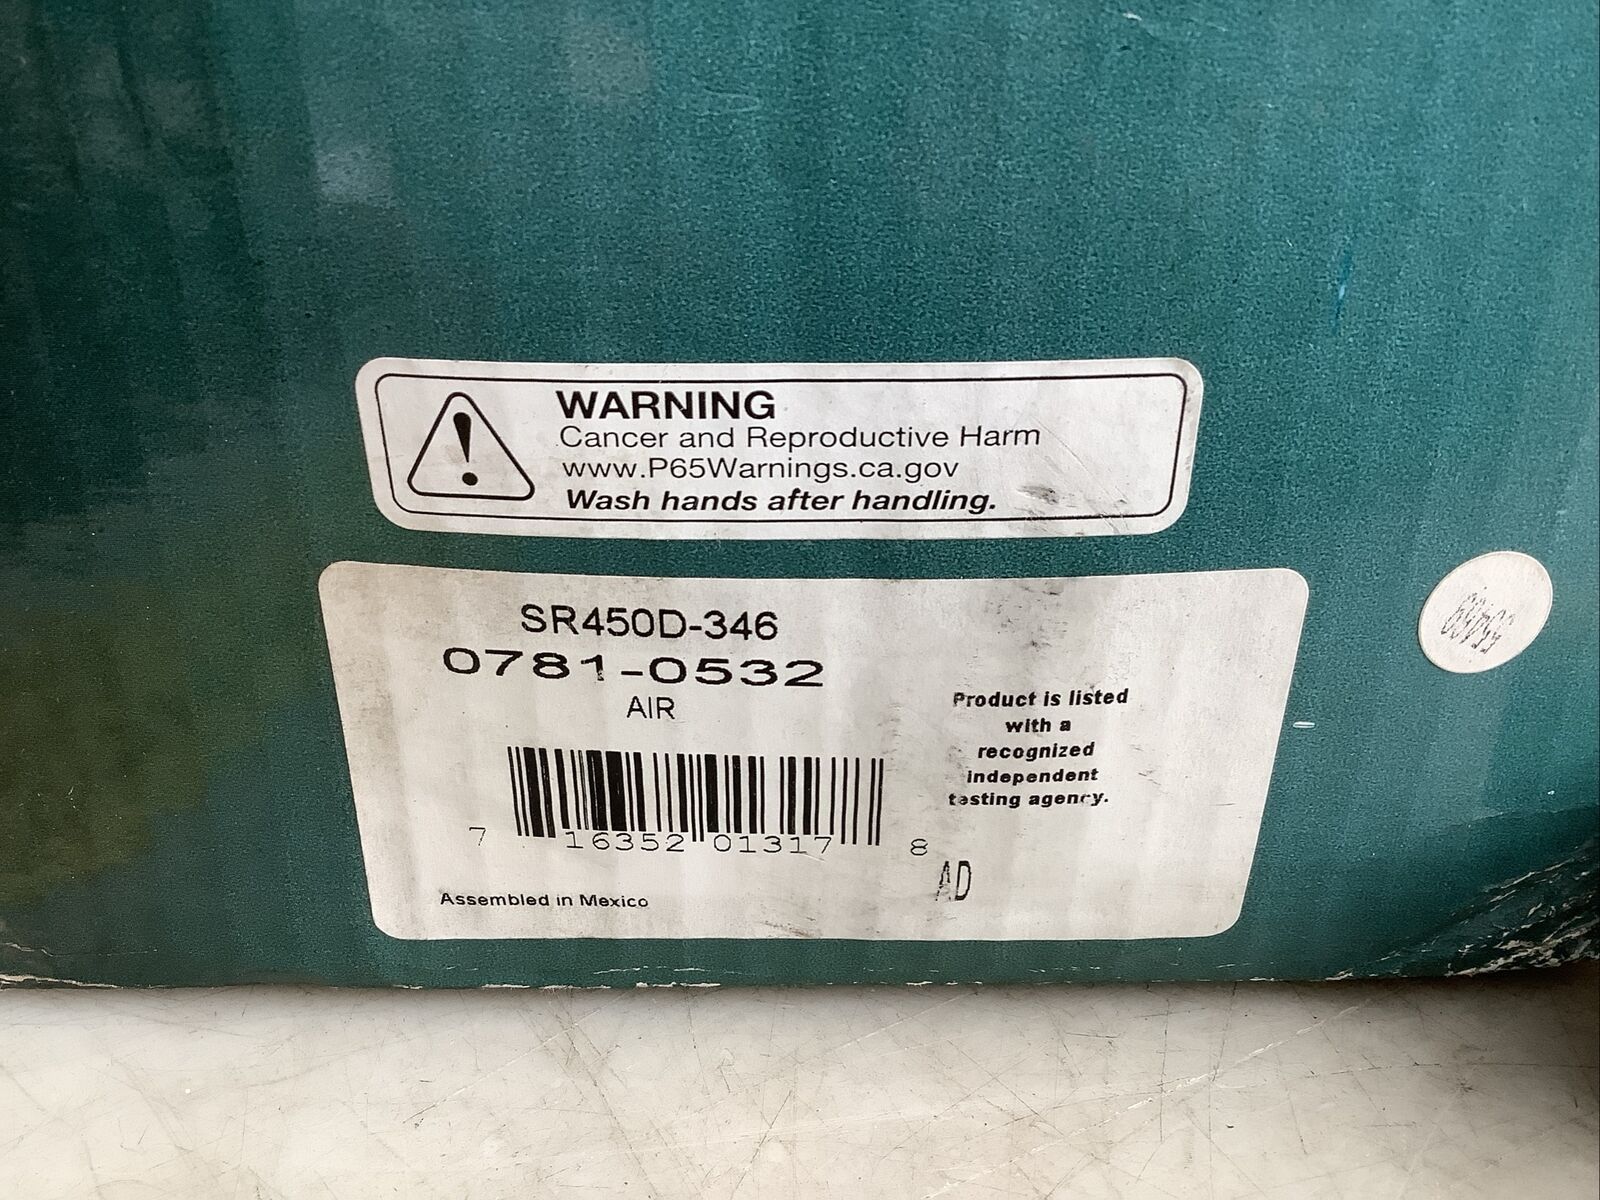 WARNING
Cancer and Reproductive Harm
www.P65Warnings.ca.gov
Wash hands after handling.
SR450D-346
0781-0532
AIR
Product is listed
with a
recognized
independent
testing agency.
7 16352 01317 8
AD
Assembled in Mexico